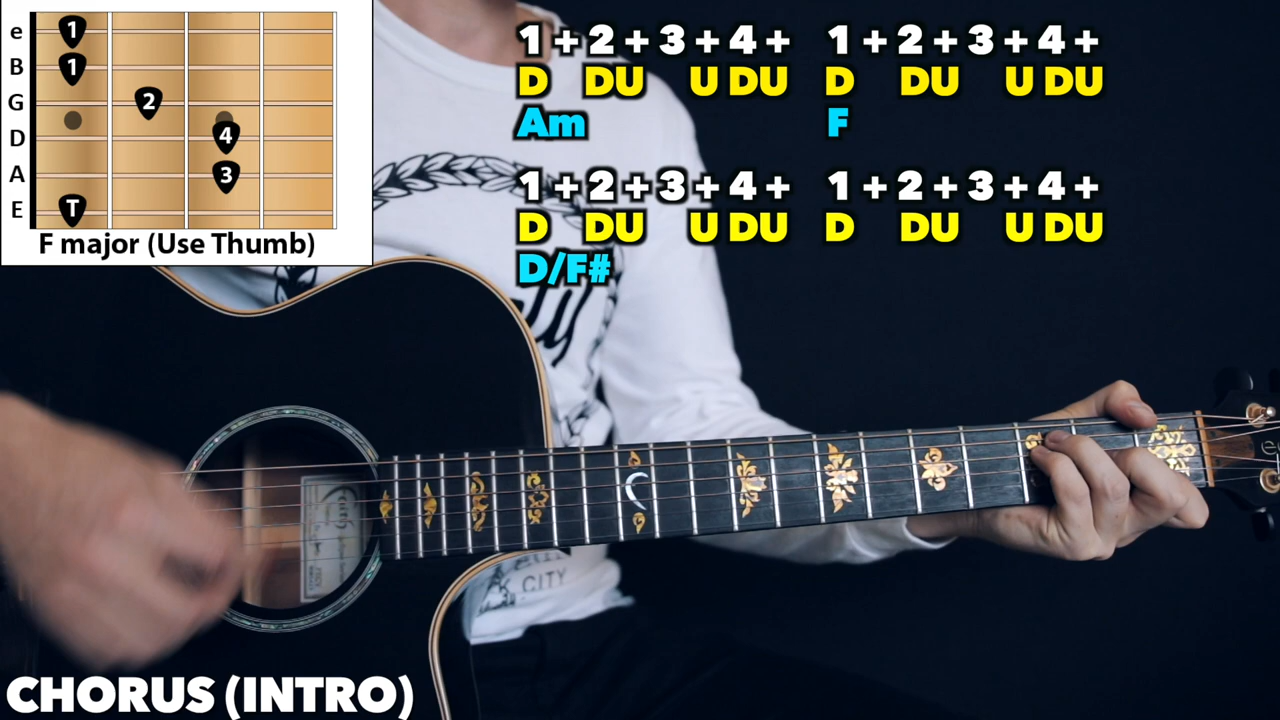 e 1
B 1
G 2
D 4
A 3
E T
F major (Use Thumb)
1 + 2 + 3 + 4 + 1 + 2 + 3 + 4 +
D DU U DU D DU U DU
Am F
1 + 2 + 3 + 4 + 1 + 2 + 3 + 4 +
D DU U DU D DU U DU
D/F#
CITY
CHORUS (INTRO)